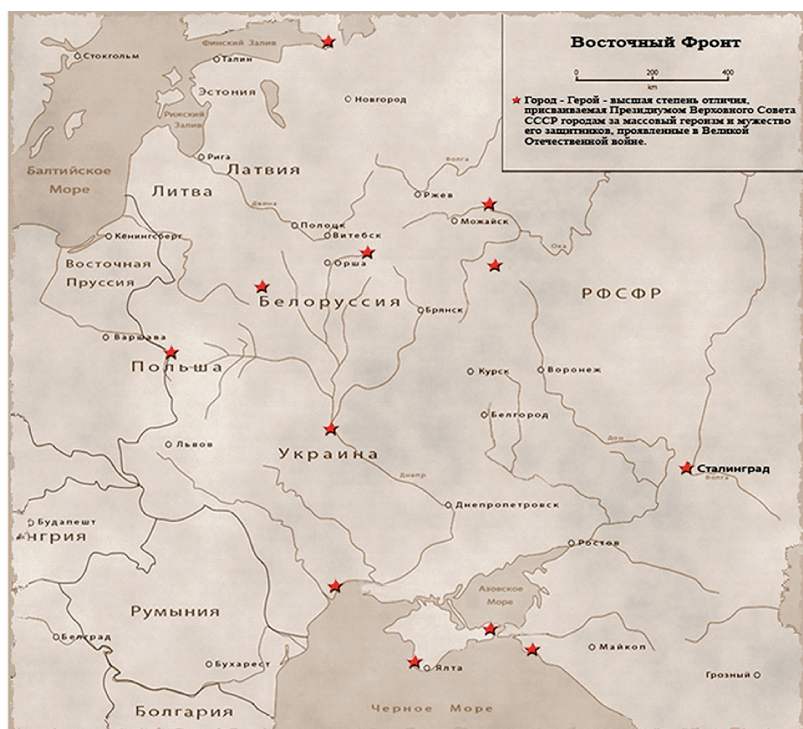 Восточный Фронт
0 200 400
km
Город - Герой - высшая степень отличия,
присваиваемая Президиумом Верховного Совета
СССР городам за массовый героизм и мужество
его защитников, проявленные в Великой
Отечественной войне.
Финский Залив
Стокгольм
Талин
Эстония
Новгород
Рижский
Залив
Рига
Латвия
Волга
Балтийское
Море
Литва
Ржев
Двина
Можайск
Полоцк
Витебск
Кёнингсберг
Ока
Восточная
Пруссия
Орша
Белоруссия
РФСФР
Брянск
Варшава
Польша
Курск
Воронеж
Белгород
Львов
Украина
Дон
Сталинград
Волга
Днипр
Днепропетровск
Будапешт
нгрия
Ростов
Азовское
Море
Румыния
Белград
Майкоп
Бухарест
Ялта
Грозный
Болгария
Черное Море